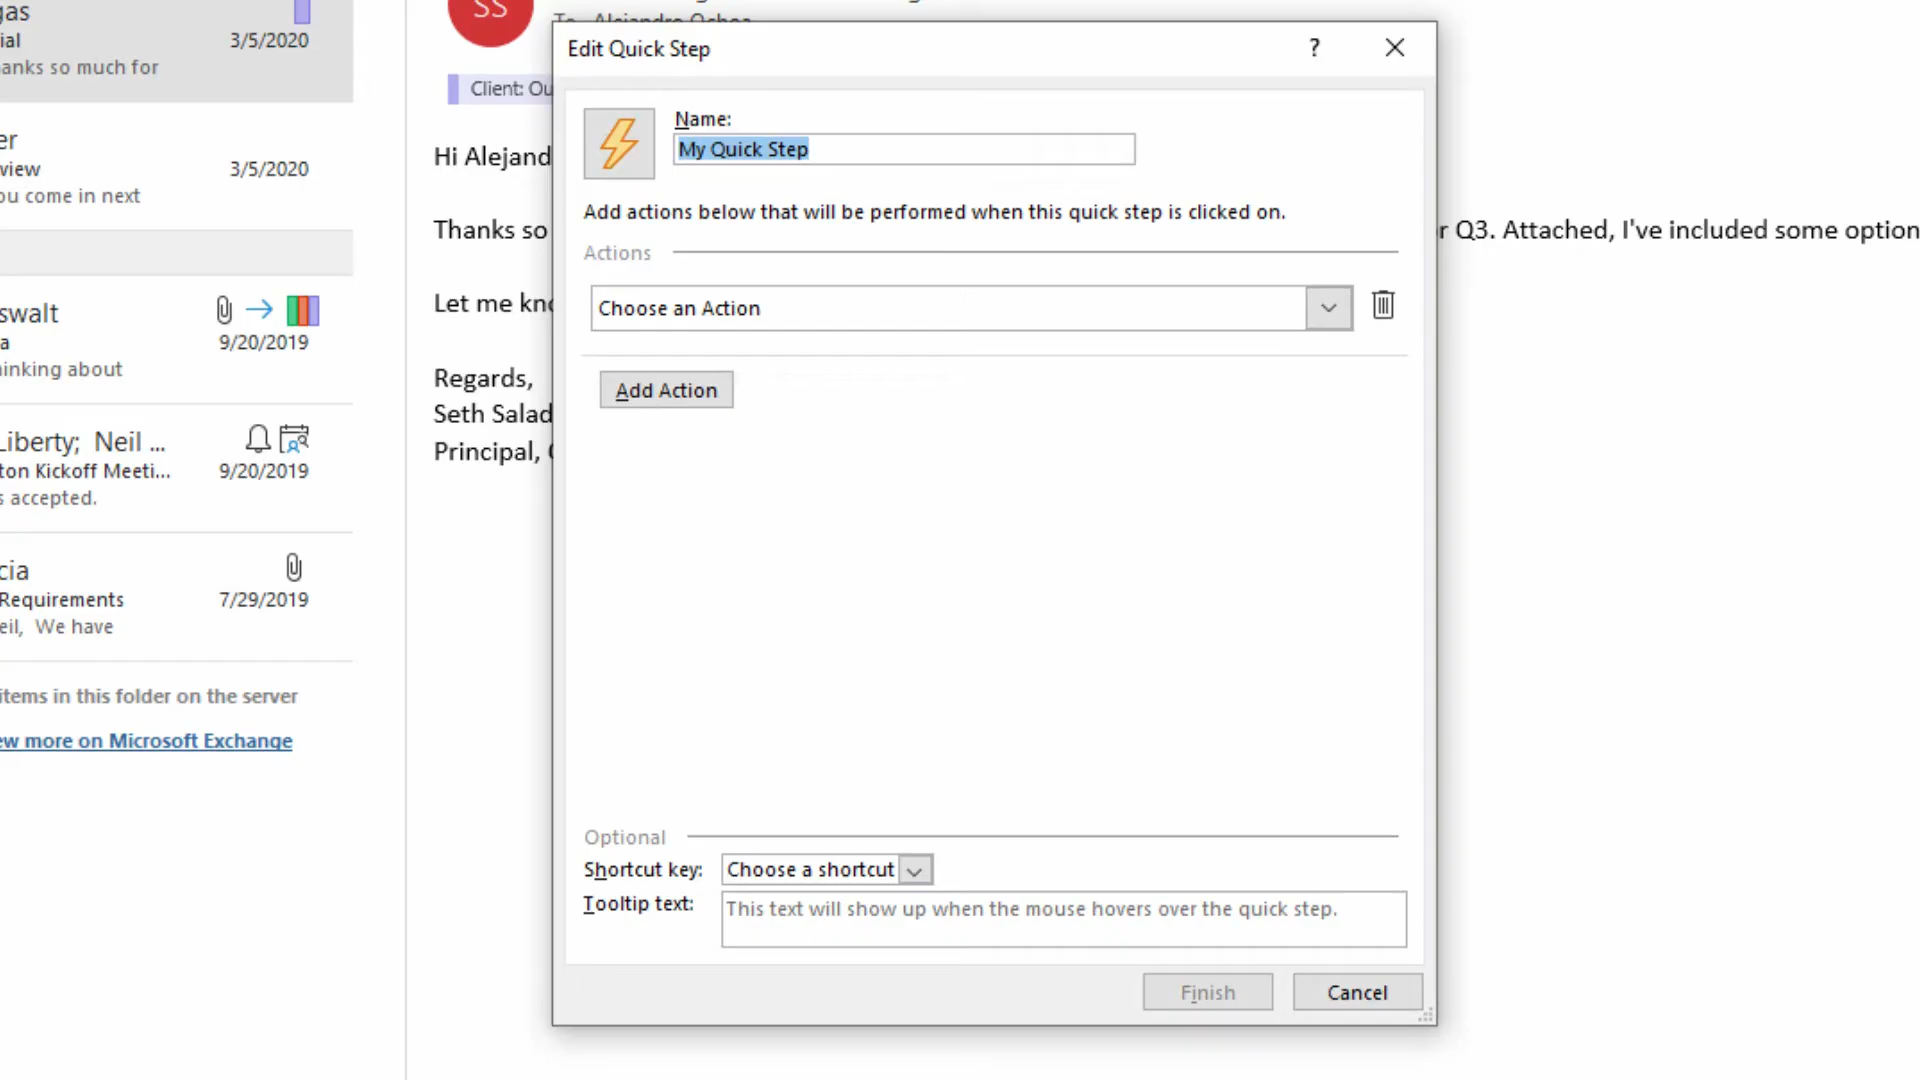 ial
3/5/2020
anks so much for
er
view
3/5/2020
ou come in next
swalt
a
9/20/2019
inking about
Liberty; Neil ...
ton Kickoff Meeti...
9/20/2019
s accepted.
cia
Requirements
7/29/2019
eil, We have
items in this folder on the server
ew more on Microsoft Exchange
SS
Client: Ou
Hi Alejand
Thanks so
r Q3. Attached, I've included some option
Let me kno
Regards,
Seth Salad
Principal,
Edit Quick Step
?
Name:
My Quick Step
Add actions below that will be performed when this quick step is clicked on.
Actions
Choose an Action
Add Action
Optional
Shortcut key:
Choose a shortcut
Tooltip text:
This text will show up when the mouse hovers over the quick step.
Finish
Cancel